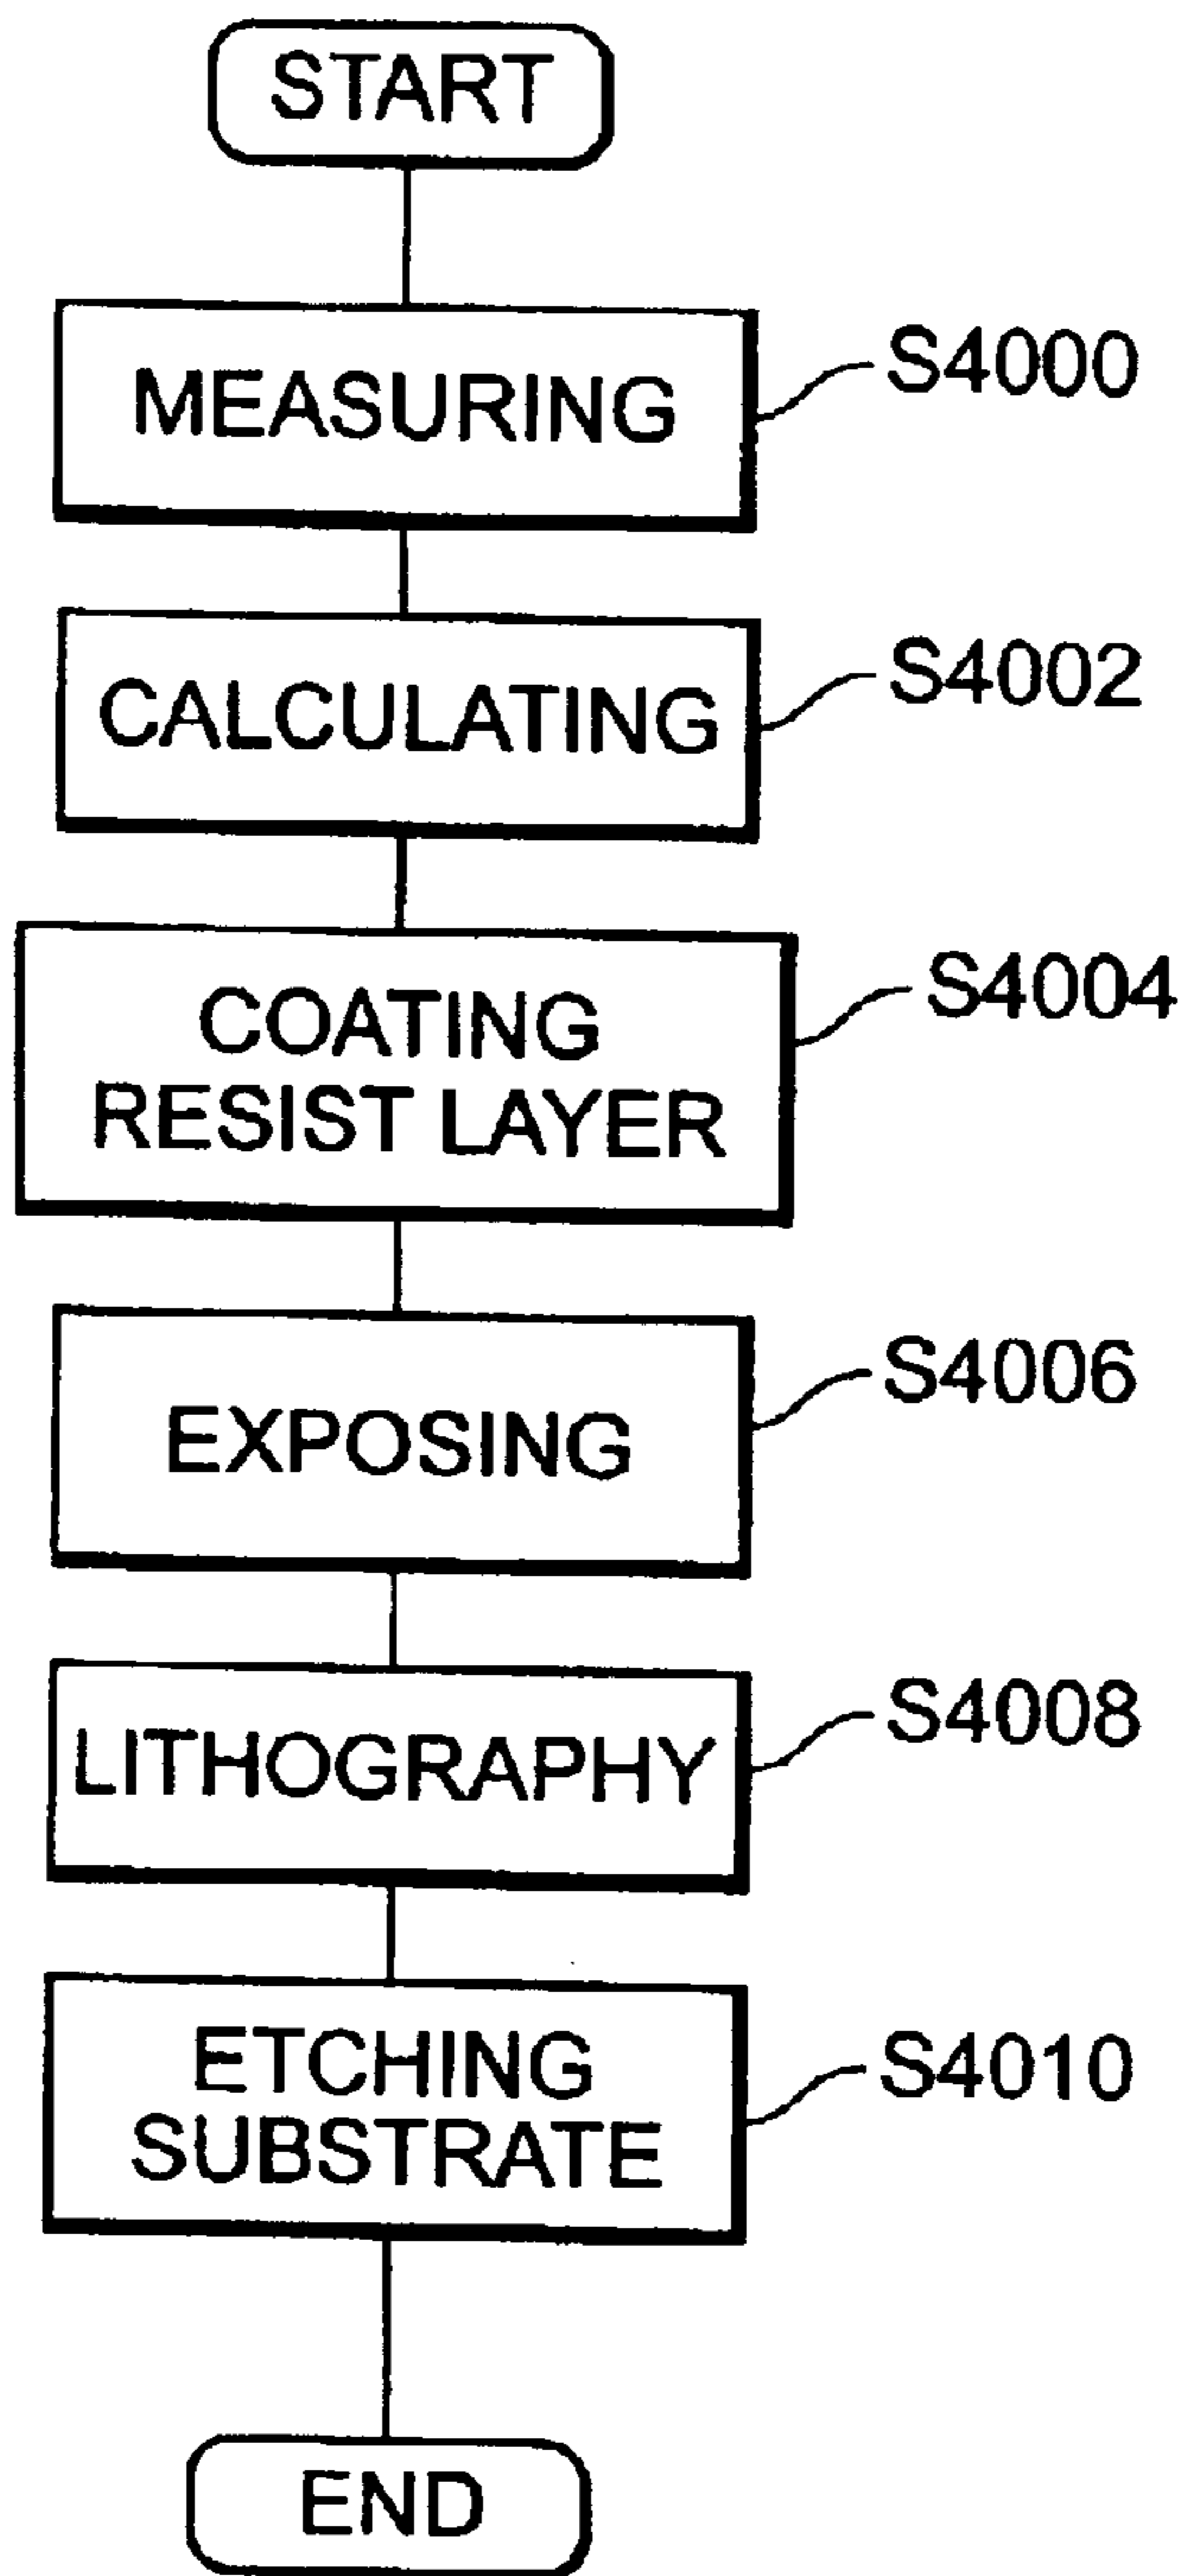 START
MEASURING
S4000
CALCULATING
S4002
COATING
RESIST LAYER
S4004
EXPOSING
S4006
LITHOGRAPHY
S4008
ETCHING
SUBSTRATE
S4010
END